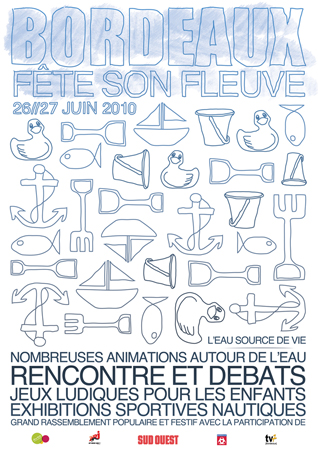 BORDEAUX
FÊTE SON FLEUVE
26//27 JUIN 2010
L'EAU SOURCE DE VIE
NOMBREUSES ANIMATIONS AUTOUR DE L'EAU
RENCONTRE ET DEBATS
JEUX LUDIQUES POUR LES ENFANTS
EXHIBITIONS SPORTIVES NAUTIQUES
GRAND RASSEMBLEMENT POPULAIRE ET FESTIF AVEC LA PARTICIPATION DE
NRJ SUD OUEST tv7